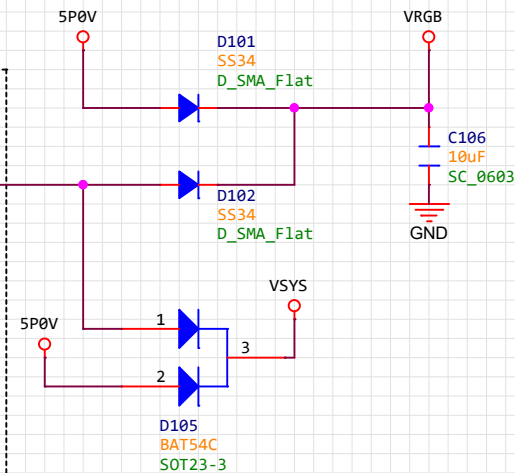 5P0V
VRGB
D101
SS34
D_SMA_Flat
C106
10uF
SC_0603
D102
SS34
D_SMA_Flat
GND
VSYS
5P0V
1
3
2
D105
BAT54C
SOT23-3